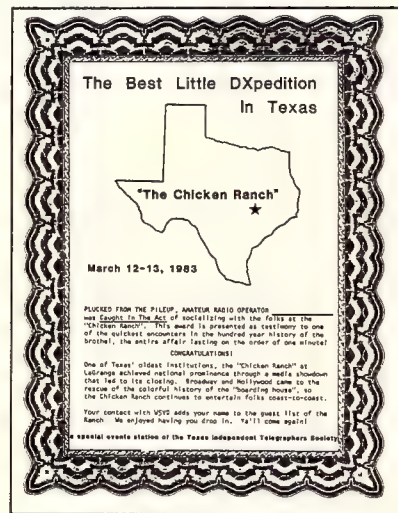 The Best Little DXpedition
In Texas
"The Chicken Ranch"
March 12-13, 1983
PLUCKED FROM THE PILEUP, AMATEUR RADIO OPERATOR
was Caught In The Act of socializing with the folks at the
"Chicken Ranch". This award is presented as testimony to one
of the quickest encounters in the hundred year history of the
brothel, the entire affair lasting on the order of one minute!
CONGRATULATIONS!
One of Texas' oldest institutions, the "Chicken Ranch" at
LaGrange achieved national prominence through a media showdown
that led to its closing. Broadway and Hollywood came to the
rescue of the colorful history of the "boarding house", so
the Chicken Ranch continues to entertain folks coast-to-coast.
Your contact with adds your name to the guest list of the
Ranch We enjoyed having you drop in. Ya'll come again!
special events station of the Texas Independent Telegraphers Society